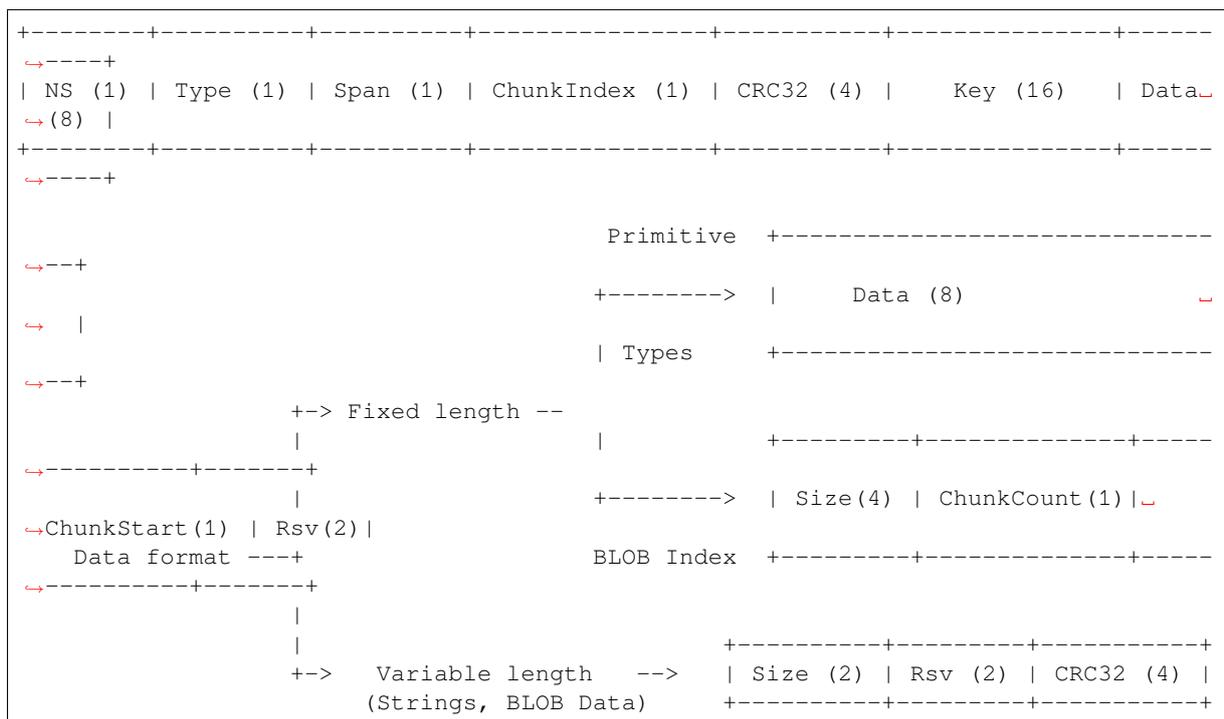 +--------+----------+----------+----------------+-----------+---------------+------
↪----+
| NS (1) | Type (1) | Span (1) | ChunkIndex (1) | CRC32 (4) |    Key (16)   | Data␣
↪(8) |
+--------+----------+----------+----------------+-----------+---------------+------
↪----+
                                         Primitive  +------------------------------
↪--+
                                        +-------->  |     Data (8)                 ␣
↪  |
                                        | Types     +------------------------------
↪--+
                   +-> Fixed length --
                   |                    |           +---------+--------------+-----
↪----------+-------+
                   |                    +-------->  | Size(4) | ChunkCount(1)|␣
↪ChunkStart(1) | Rsv(2)|
    Data format ---+                    BLOB Index  +---------+--------------+-----
↪----------+-------+
                   |
                   |                             +----------+---------+-----------+
                   +->   Variable length   -->   | Size (2) | Rsv (2) | CRC32 (4) |
                        (Strings, BLOB Data)     +----------+---------+-----------+